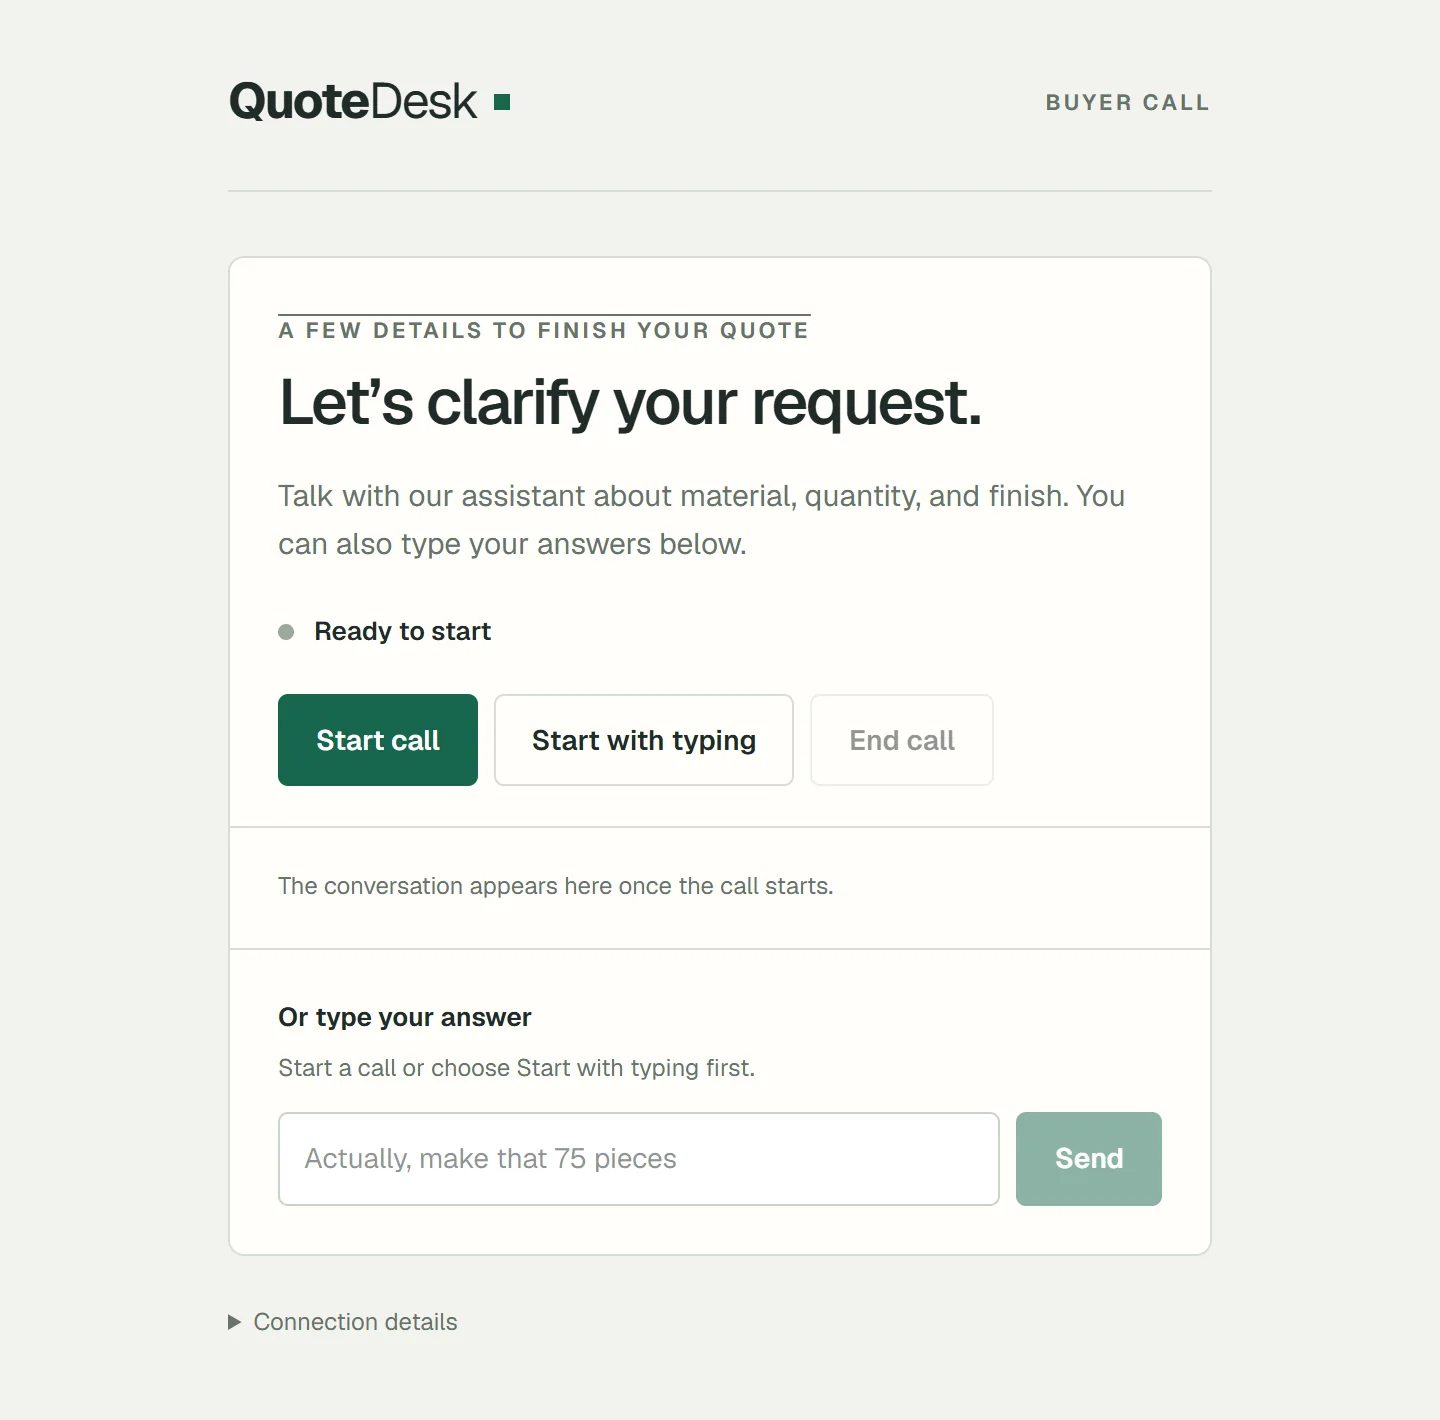 QuoteDesk
BUYER CALL
A FEW DETAILS TO FINISH YOUR QUOTE
Let’s clarify your request.
Talk with our assistant about material, quantity, and finish. You
can also type your answers below.
Ready to start
Start call
Start with typing
End call
The conversation appears here once the call starts.
Or type your answer
Start a call or choose Start with typing first.
Actually, make that 75 pieces
Send
Connection details